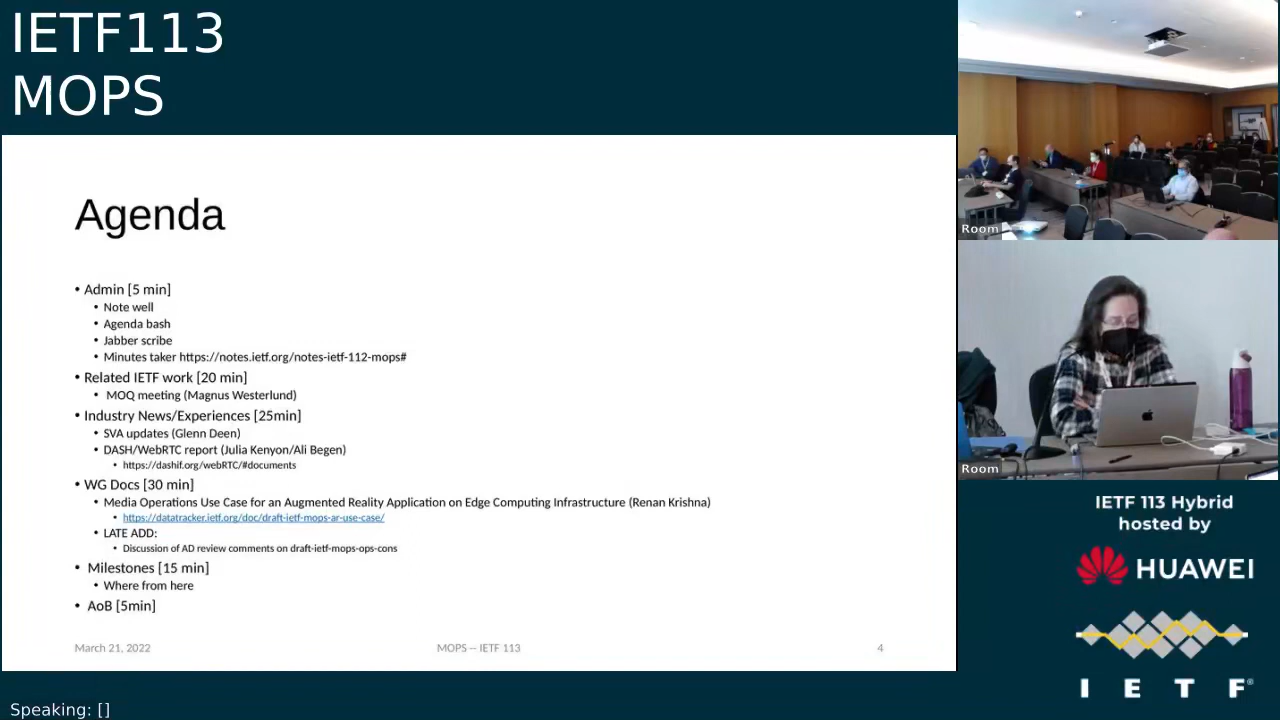 IETF113
MOPS
Agenda
• Admin [5 min]
• Note well
• Agenda bash
• Jabber scribe
• Minutes taker https://notes.ietf.org/notes-ietf-112-mops#
• Related IETF work [20 min]
• MOQ meeting (Magnus Westerlund)
• Industry News/Experiences [25min]
• SVA updates (Glenn Deen)
• DASH/WebRTC report (Julia Kenyon/Ali Begen)
• https://dashif.org/webRTC/#documents
• WG Docs [30 min]
• Media Operations Use Case for an Augmented Reality Application on Edge Computing Infrastructure (Renan Krishna)
• https://datatracker.ietf.org/doc/draft-ietf-mops-ar-use-case/
• LATE ADD:
• Discussion of AD review comments on draft-ietf-mops-ops-cons
• Milestones [15 min]
• Where from here
• AoB [5min]
March 21, 2022
MOPS -- IETF 113
4
Room
Room
IETF 113 Hybrid
hosted by
HUAWEI
I E T F®
Speaking: []